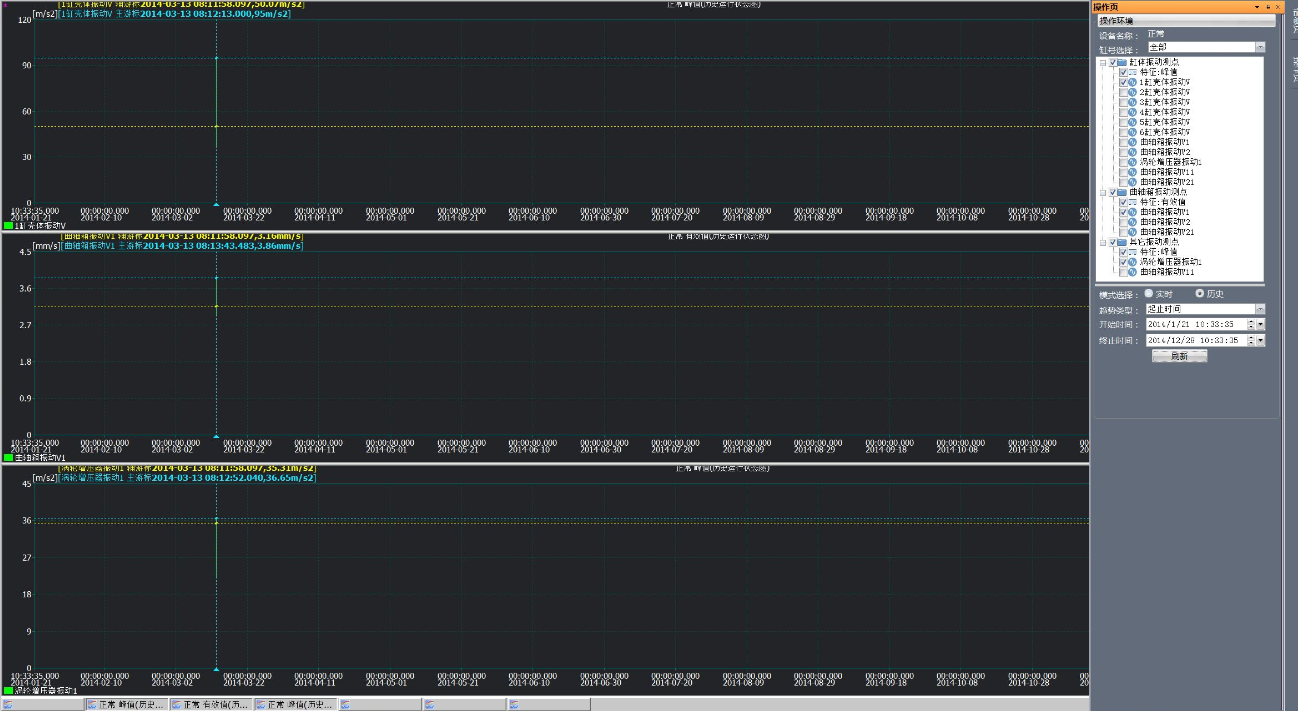 [1缸壳体振动V 辅游标2014-03-13 08:11:58.097,50.07m/s2]
[m/s2][1缸壳体振动V 主游标2014-03-13 08:12:13.000,95m/s2]
正常 峰值(历史运行状态图)
120
90
60
30
0
10:33:35.000 00:00:00.000 00:00:00.000 00:00:00.000 00:00:00.000 00:00:00.000 00:00:00.000 00:00:00.000 00:00:00.000 00:00:00.000 00:00:00.000 00:00:00.000 00:00:00.000 00:00:00.000 00:00:00.000 00
2014-01-21 2014-02-10 2014-03-02 2014-03-22 2014-04-11 2014-05-01 2014-05-21 2014-06-10 2014-06-30 2014-07-20 2014-08-09 2014-08-29 2014-09-18 2014-10-08 2014-10-28 20
1缸壳体振动V
[曲轴箱振动V1 辅游标2014-03-13 08:11:58.097,3.16mm/s]
[mm/s][曲轴箱振动V1 主游标2014-03-13 08:13:43.483,3.86mm/s]
正常 有效值(历史运行状态图)
4.5
3.6
2.7
1.8
0.9
0
10:33:35.000 00:00:00.000 00:00:00.000 00:00:00.000 00:00:00.000 00:00:00.000 00:00:00.000 00:00:00.000 00:00:00.000 00:00:00.000 00:00:00.000 00:00:00.000 00:00:00.000 00:00:00.000 00:00:00.000 00
2014-01-21 2014-02-10 2014-03-02 2014-03-22 2014-04-11 2014-05-01 2014-05-21 2014-06-10 2014-06-30 2014-07-20 2014-08-09 2014-08-29 2014-09-18 2014-10-08 2014-10-28 20
曲轴箱振动V1
[涡轮增压器振动1 辅游标2014-03-13 08:11:58.097,35.31m/s2]
[m/s2][涡轮增压器振动1 主游标2014-03-13 08:12:52.040,36.65m/s2]
正常 峰值(历史运行状态图)
45
36
27
18
9
0
10:33:35.000 00:00:00.000 00:00:00.000 00:00:00.000 00:00:00.000 00:00:00.000 00:00:00.000 00:00:00.000 00:00:00.000 00:00:00.000 00:00:00.000 00:00:00.000 00:00:00.000 00:00:00.000 00:00:00.000 00
2014-01-21 2014-02-10 2014-03-02 2014-03-22 2014-04-11 2014-05-01 2014-05-21 2014-06-10 2014-06-30 2014-07-20 2014-08-09 2014-08-29 2014-09-18 2014-10-08 2014-10-28 20
涡轮增压器振动1
正常 峰值(历史... 正常 有效值(历... 正常 峰值(历史...
操作页
操作环境
设备名称： 正常
缸号选择： 全部
缸体振动测点
特征:峰值
1缸壳体振动V
2缸壳体振动V
3缸壳体振动V
4缸壳体振动V
5缸壳体振动V
6缸壳体振动V
曲轴箱振动V1
曲轴箱振动V2
涡轮增压器振动1
曲轴箱振动V11
曲轴箱振动V21
曲轴箱振动测点
特征:有效值
曲轴箱振动V1
曲轴箱振动V2
曲轴箱振动V21
其它振动测点
特征:峰值
涡轮增压器振动1
曲轴箱振动V11
模式选择： 实时 历史
趋势类型： 起止时间
开始时间： 2014/1/21 10:33:35
终止时间： 2014/12/28 10:33:35
刷新